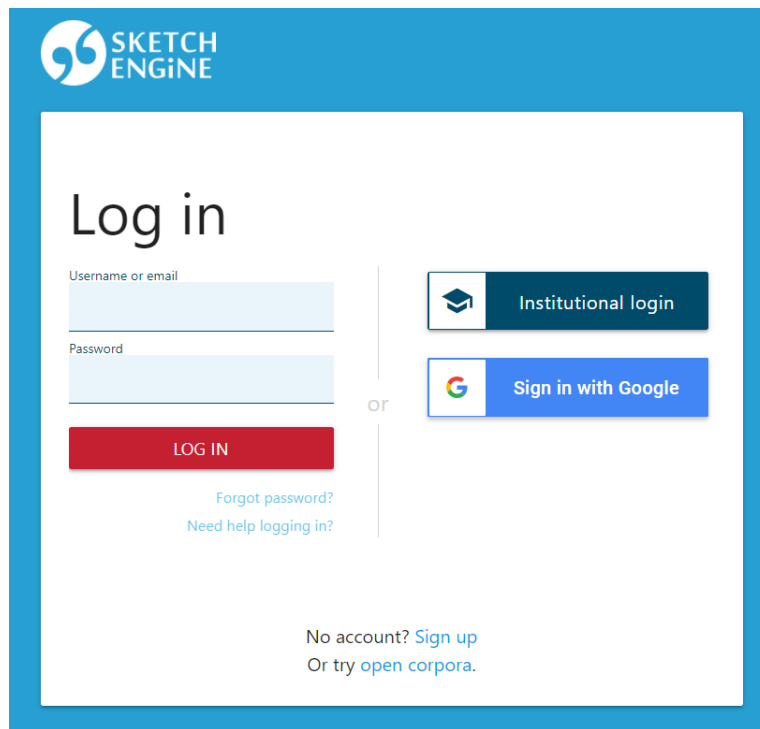 SKETCH
ENGiNE
Log in
Username or email
Password
LOG IN
Forgot password?
Need help logging in?
or
Institutional login
G
Sign in with Google
No account? Sign up
Or try open corpora.